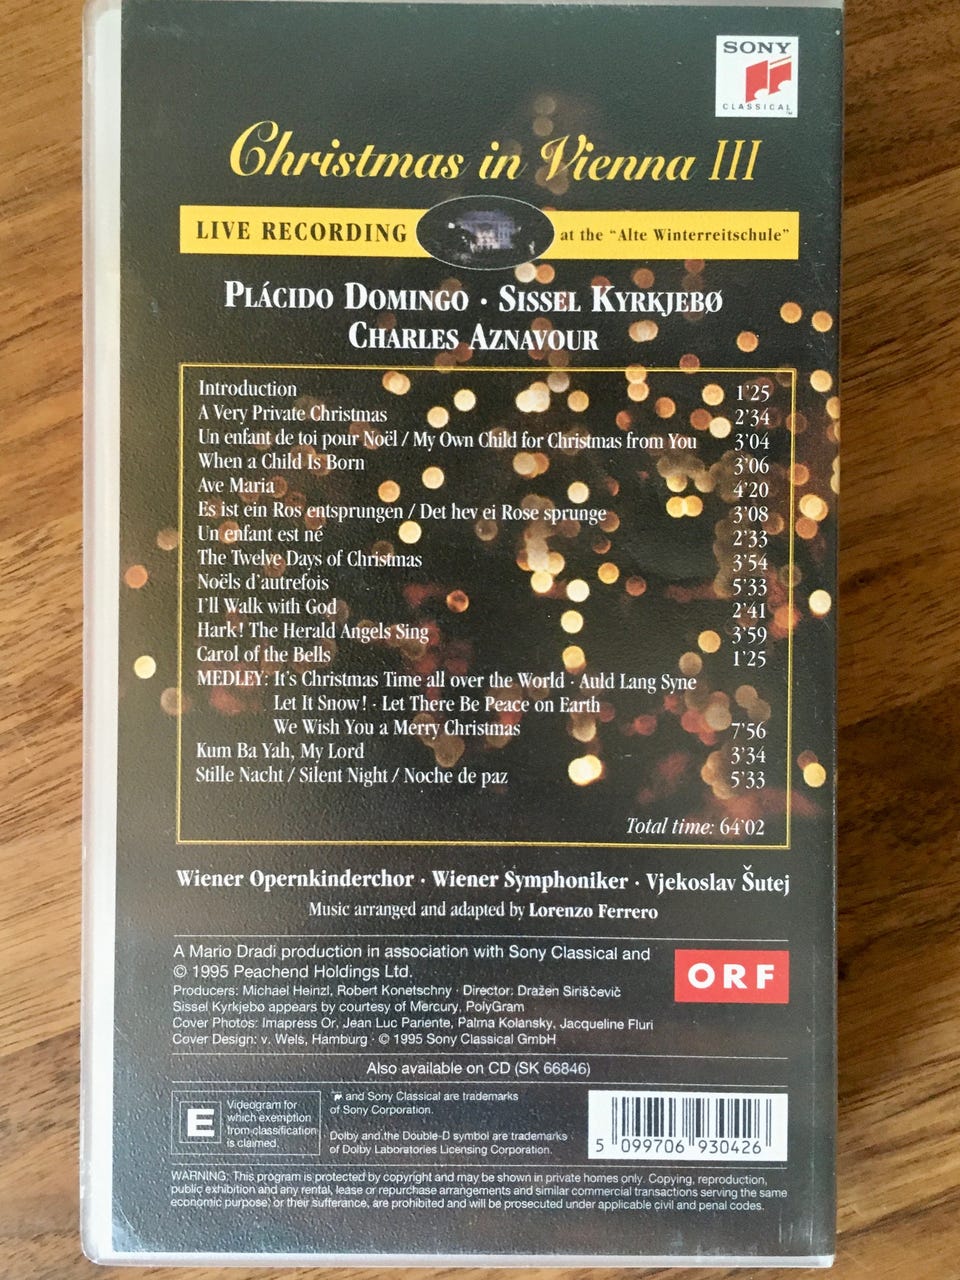 SONY
CLASSICAL
Christmas in Vienna III
LIVE RECORDING at the "Alte Winterreitschule"
PLÁCIDO DOMINGO · SISSEL KYRKJEBØ
CHARLES AZNAVOUR
Introduction 1'25
A Very Private Christmas 2'34
Un enfant de toi pour Noël / My Own Child for Christmas from You 3'04
When a Child Is Born 3'06
Ave Maria 4'20
Es ist ein Ros entsprungen / Det hev ei Rose sprunge 3'08
Un enfant est né 2'33
The Twelve Days of Christmas 3'54
Noëls d'autrefois 5'33
I'll Walk with God 2'41
Hark! The Herald Angels Sing 3'59
Carol of the Bells 1'25
MEDLEY: It's Christmas Time all over the World · Auld Lang Syne
Let It Snow! · Let There Be Peace on Earth
We Wish You a Merry Christmas 7'56
Kum Ba Yah, My Lord 3'34
Stille Nacht / Silent Night / Noche de paz 5'33
Total time: 64'02
Wiener Opernkinderchor · Wiener Symphoniker · Vjekoslav Šutej
Music arranged and adapted by Lorenzo Ferrero
A Mario Dradi production in association with Sony Classical and
© 1995 Peachend Holdings Ltd.
Producers: Michael Heinzl, Robert Konetschny · Director: Dražen Siriščevič
Sissel Kyrkjebø appears by courtesy of Mercury, PolyGram
Cover Photos: Imapress Or, Jean Luc Pariente, Palma Kolansky, Jacqueline Fluri
Cover Design: v. Wels, Hamburg · © 1995 Sony Classical GmbH
ORF
Also available on CD (SK 66846)
E
Videogram for
which exemption
from classification
is claimed.
and Sony Classical are trademarks
of Sony Corporation.
Dolby and the Double-D symbol are trademarks
of Dolby Laboratories Licensing Corporation.
5 099706 930426
WARNING: This program is protected by copyright and may be shown in private homes only. Copying, reproduction,
public exhibition and any rental, lease or repurchase arrangements and similar commercial transactions serving the same
economic purpose, or their sufferance, are prohibited and will be prosecuted under applicable civil and penal codes.